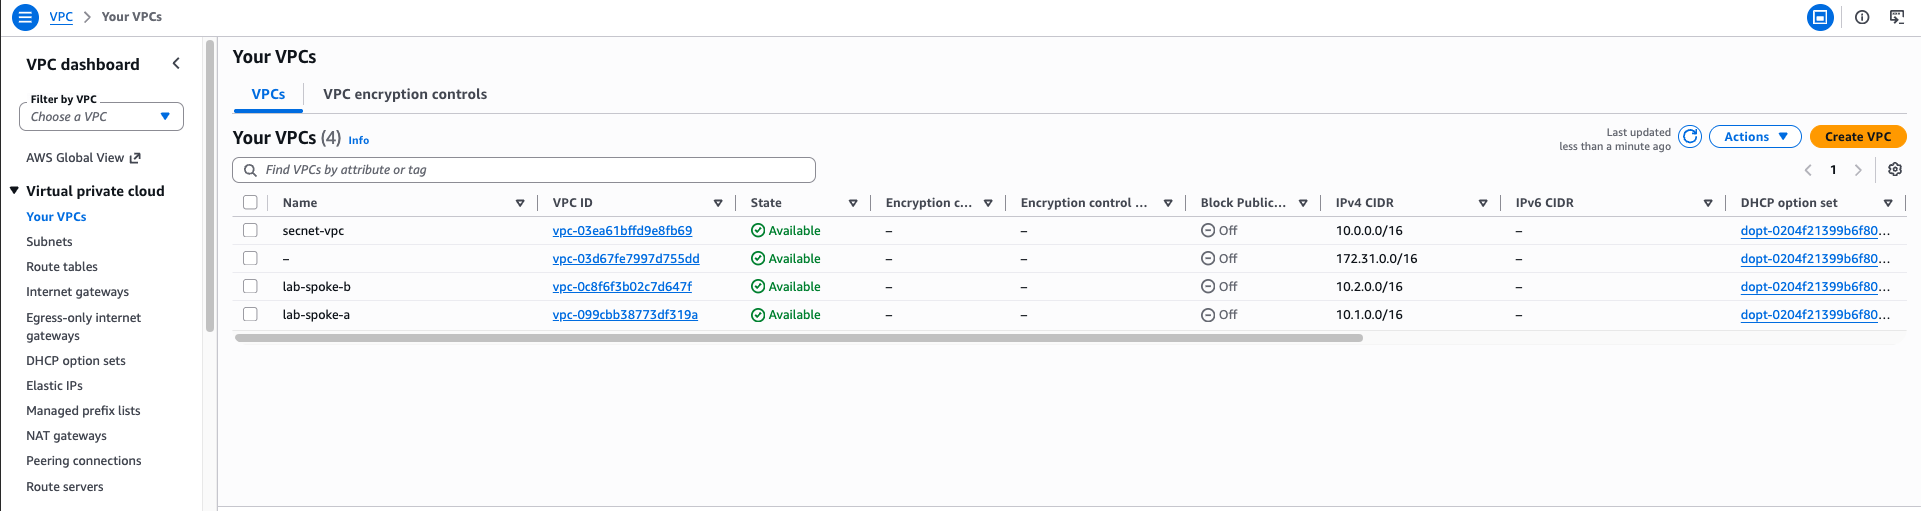 VPC > Your VPCs
VPC dashboard
Filter by VPC
Choose a VPC
AWS Global View
Virtual private cloud
Your VPCs
Subnets
Route tables
Internet gateways
Egress-only internet
gateways
DHCP option sets
Elastic IPs
Managed prefix lists
NAT gateways
Peering connections
Route servers
Your VPCs
VPCs VPC encryption controls
Your VPCs (4) Info
Last updated
less than a minute ago
Actions Create VPC
Find VPCs by attribute or tag
1
Name VPC ID State Encryption c... Encryption control ... Block Public... IPv4 CIDR IPv6 CIDR DHCP option set
secnet-vpc vpc-03ea61bffd9e8fb69 Available – – Off 10.0.0.0/16 – dopt-0204f21399b6f80...
– vpc-03d67fe7997d755dd Available – – Off 172.31.0.0/16 – dopt-0204f21399b6f80...
lab-spoke-b vpc-0c8f6f3b02c7d647f Available – – Off 10.2.0.0/16 – dopt-0204f21399b6f80...
lab-spoke-a vpc-099cbb38773df319a Available – – Off 10.1.0.0/16 – dopt-0204f21399b6f80...